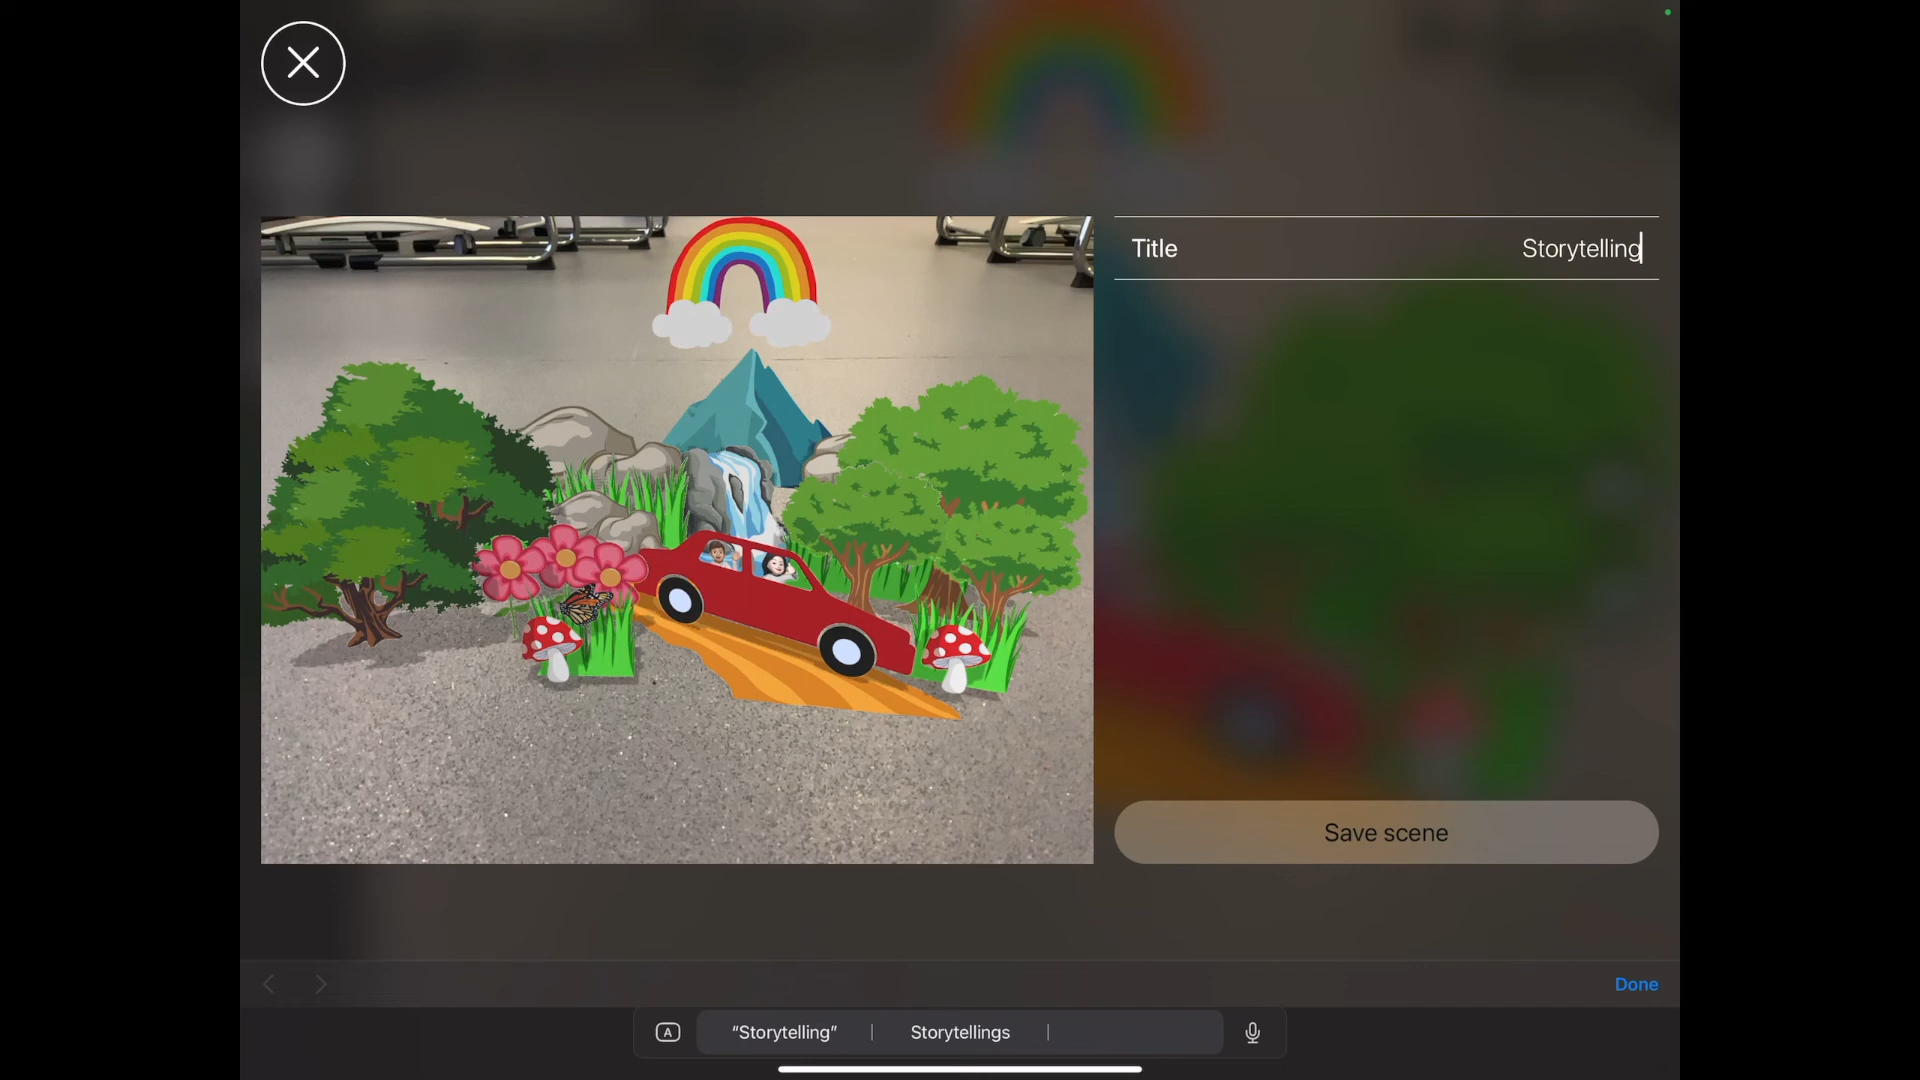 Title
Storytelling
Save scene
Done
A
“Storytelling”
Storytellings